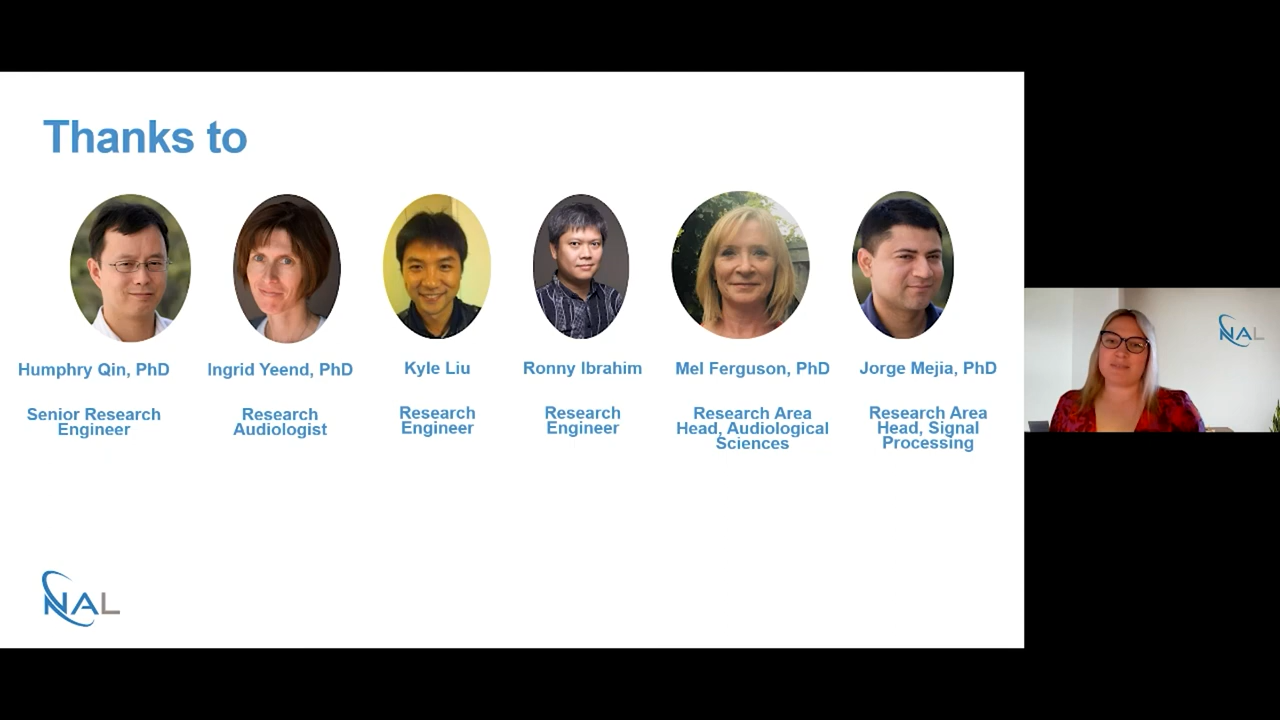 Thanks to
Humphry Qin, PhD
Ingrid Yeend, PhD
Kyle Liu
Ronny Ibrahim
Mel Ferguson, PhD
Jorge Mejia, PhD
Senior Research
Engineer
Research
Audiologist
Research
Engineer
Research
Engineer
Research Area
Head, Audiological
Sciences
Research Area
Head, Signal
Processing
NAL
NAL